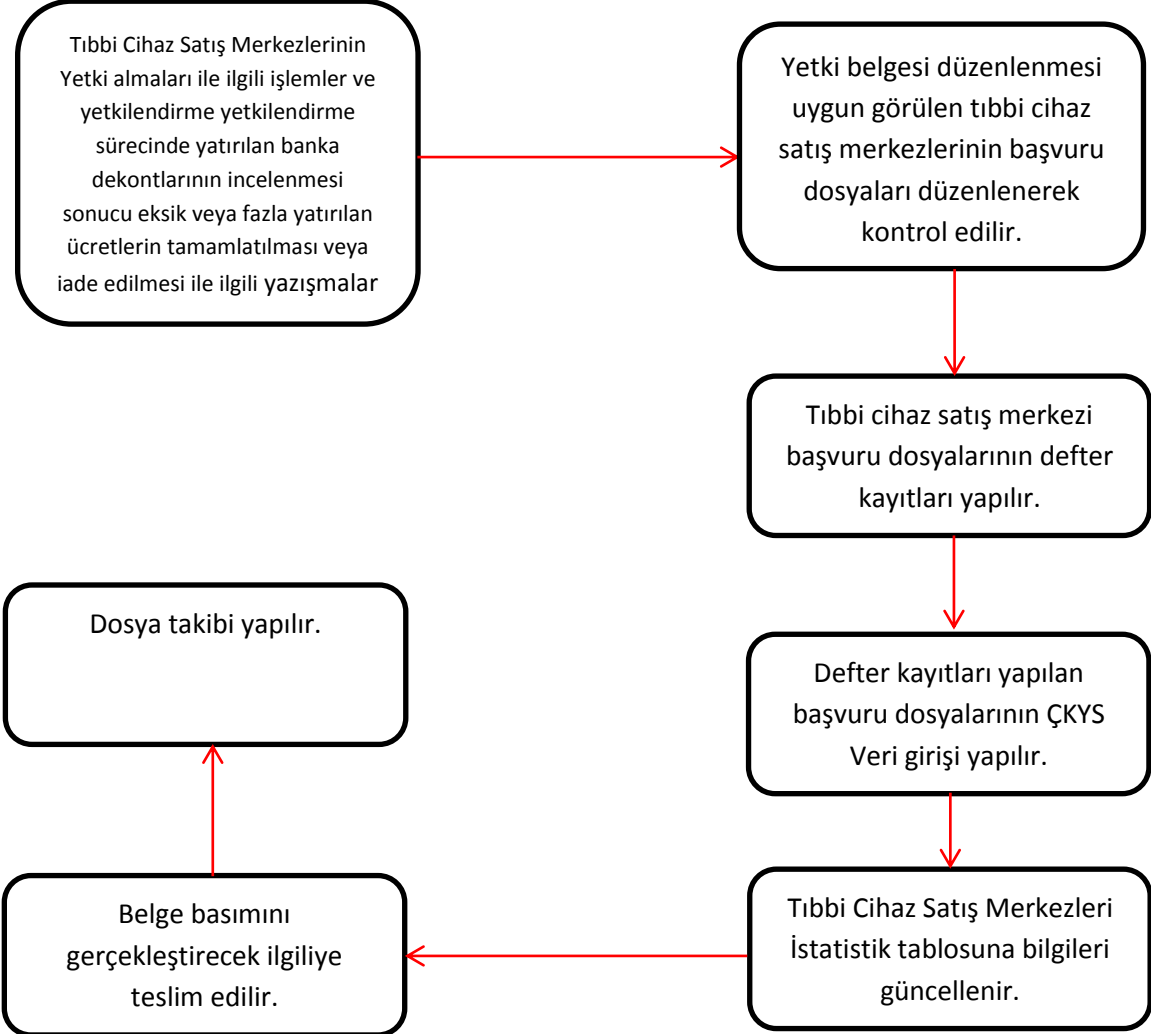 Tıbbi Cihaz Satış Merkezlerinin
Yetki almaları ile ilgili işlemler ve
yetkilendirme yetkilendirme
sürecinde yatırılan banka
dekontlarının incelenmesi
sonucu eksik veya fazla yatırılan
ücretlerin tamamlatılması veya
iade edilmesi ile ilgili yazışmalar
Yetki belgesi düzenlenmesi
uygun görülen tıbbi cihaz
satış merkezlerinin başvuru
dosyaları düzenlenerek
kontrol edilir.
Tıbbi cihaz satış merkezi
başvuru dosyalarının defter
kayıtları yapılır.
Defter kayıtları yapılan
başvuru dosyalarının ÇKYS
Veri girişi yapılır.
Tıbbi Cihaz Satış Merkezleri
İstatistik tablosuna bilgileri
güncellenir.
Belge basımını
gerçekleştirecek ilgiliye
teslim edilir.
Dosya takibi yapılır.